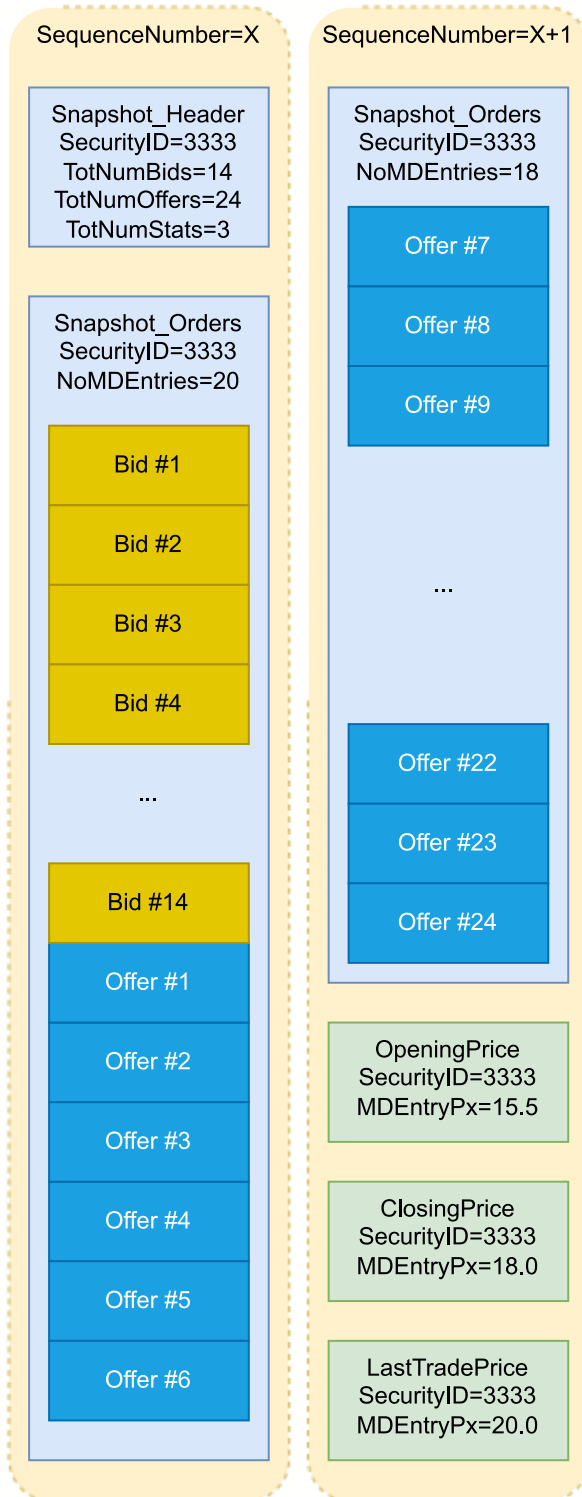 SequenceNumber=X
Snapshot_Header
SecurityID=3333
TotNumBids=14
TotNumOffers=24
TotNumStats=3
Snapshot_Orders
SecurityID=3333
NoMDEntries=20
Bid #1
Bid #2
Bid #3
Bid #4
...
Bid #14
Offer #1
Offer #2
Offer #3
Offer #4
Offer #5
Offer #6
SequenceNumber=X+1
Snapshot_Orders
SecurityID=3333
NoMDEntries=18
Offer #7
Offer #8
Offer #9
...
Offer #22
Offer #23
Offer #24
OpeningPrice
SecurityID=3333
MDEntryPx=15.5
ClosingPrice
SecurityID=3333
MDEntryPx=18.0
LastTradePrice
SecurityID=3333
MDEntryPx=20.0